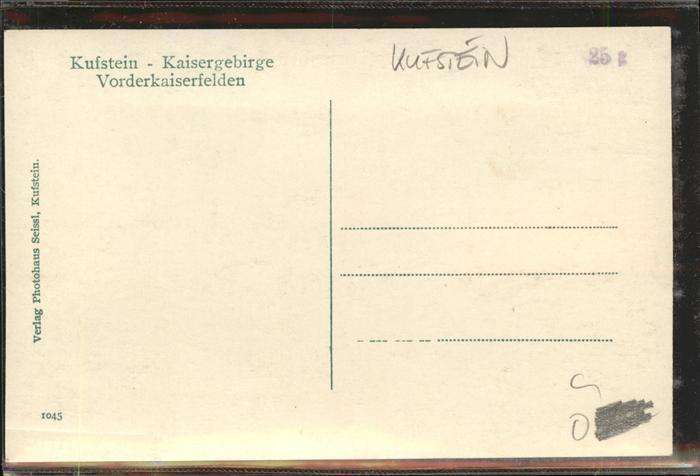 Kufstein - Kaisergebirge
Vorderkaiserfelden
KUFSTEIN
25
Verlag Photohaus Seissl, Kufstein.
1045